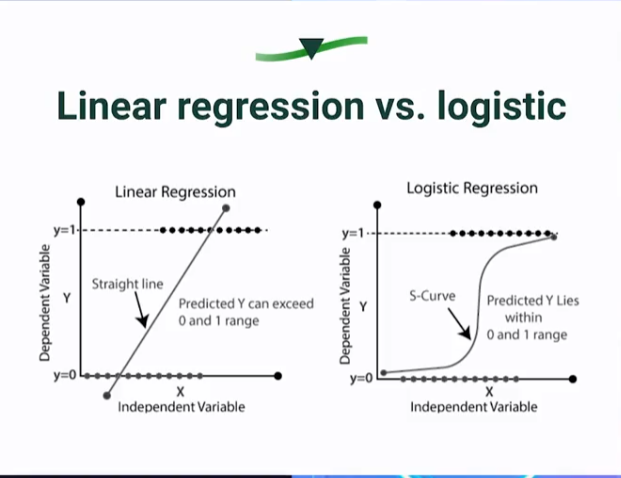 Linear regression vs. logistic
Linear Regression
y=1
Dependent Variable
Y
Straight line
Predicted Y can exceed
0 and 1 range
y=0
X
Independent Variable
Logistic Regression
y=1
Dependent Variable
Y
S-Curve
Predicted Y Lies
within
0 and 1 range
y=0
X
Independent Variable